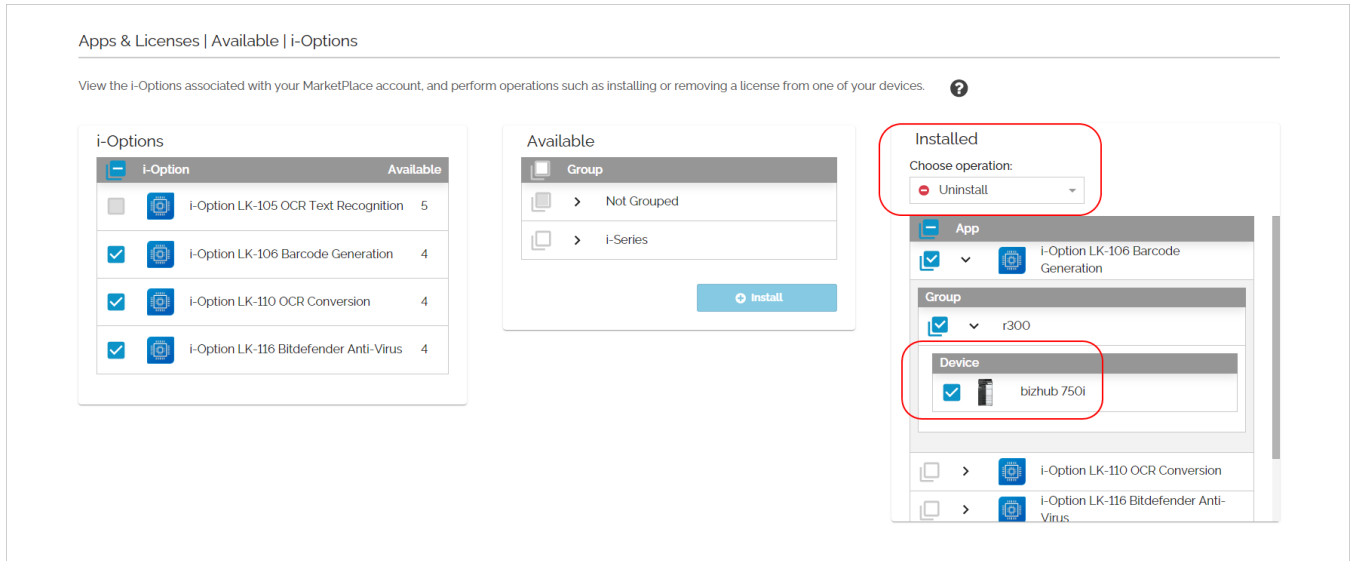 Apps & Licenses | Available | i-Options
View the i-Options associated with your MarketPlace account, and perform operations such as installing or removing a license from one of your devices. ?
i-Options
i-Option Available
i-Option LK-105 OCR Text Recognition 5
i-Option LK-106 Barcode Generation 4
i-Option LK-110 OCR Conversion 4
i-Option LK-116 Bitdefender Anti-Virus 4
Available
Group
Not Grouped
i-Series
Install
Installed
Choose operation:
Uninstall
App
i-Option LK-106 Barcode
Generation
Group
r300
Device
bizhub 750i
i-Option LK-110 OCR Conversion
i-Option LK-116 Bitdefender Anti-
Virus